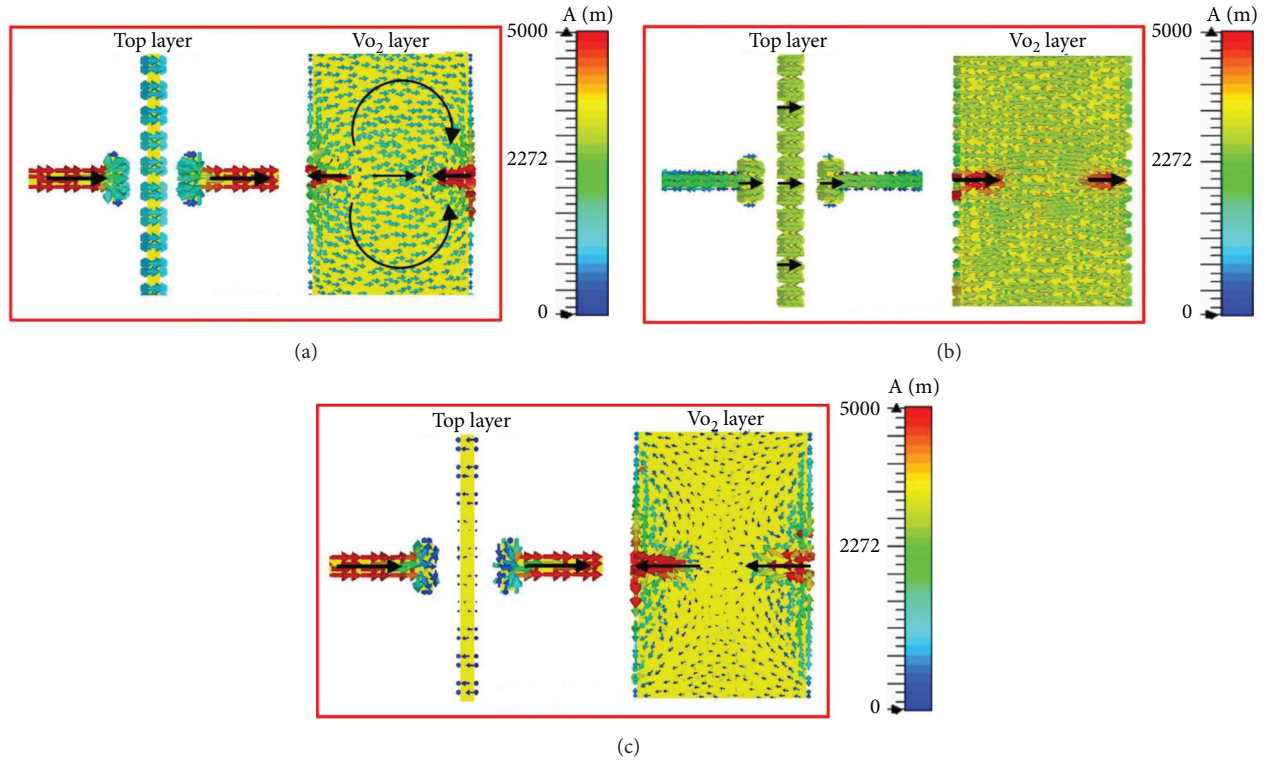 A (m)
Top layer
Vo₂ layer
5000
2272
0
(a)
A (m)
Top layer
Vo₂ layer
5000
2272
0
(b)
A (m)
Top layer
Vo₂ layer
5000
2272
0
(c)